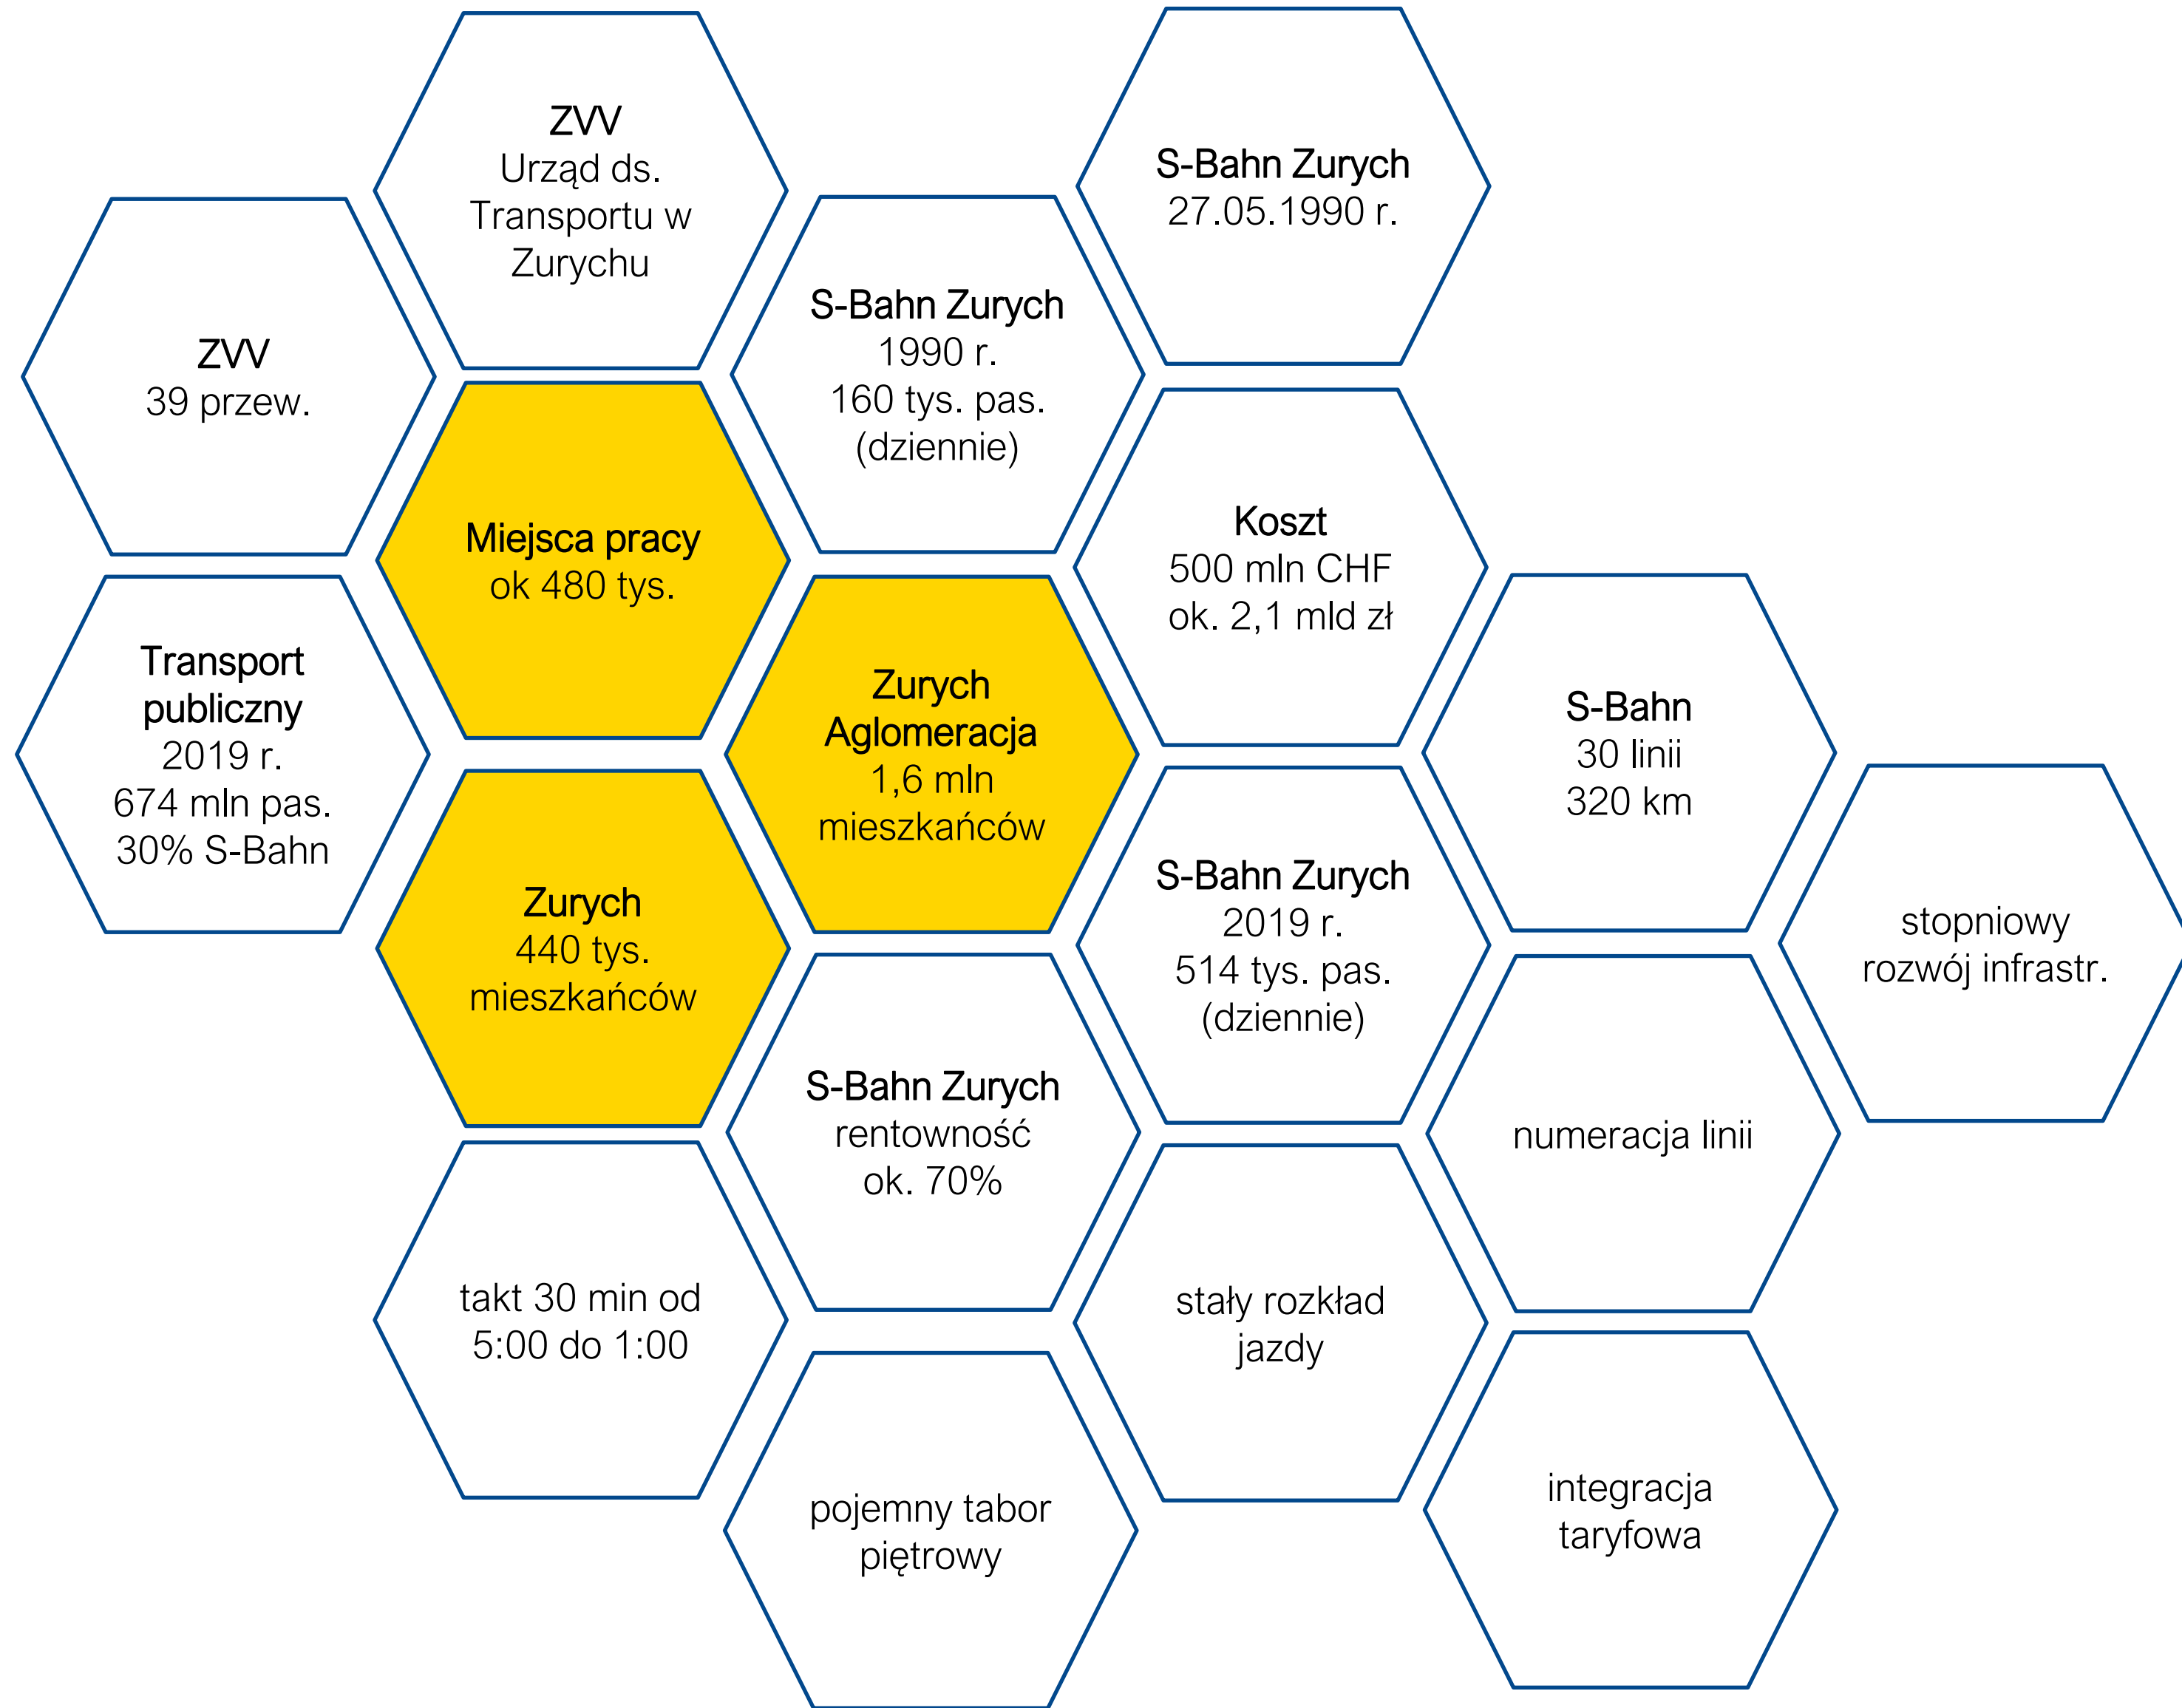 ZVV
Urząd ds.
Transportu w
Zurychu
S-Bahn Zurych
27.05.1990 r.
ZVV
39 przew.
S-Bahn Zurych
1990 r.
160 tys. pas.
(dziennie)
Miejsca pracy
ok 480 tys.
Koszt
500 mln CHF
ok. 2,1 mld zł
Transport
publiczny
2019 r.
674 mln pas.
30% S-Bahn
Zurych
Aglomeracja
1,6 mln
mieszkańców
S-Bahn
30 linii
320 km
Zurych
440 tys.
mieszkańców
S-Bahn Zurych
2019 r.
514 tys. pas.
(dziennie)
stopniowy
rozwój infrastr.
S-Bahn Zurych
rentowność
ok. 70%
numeracja linii
takt 30 min od
5:00 do 1:00
stały rozkład
jazdy
pojemny tabor
piętrowy
integracja
taryfowa